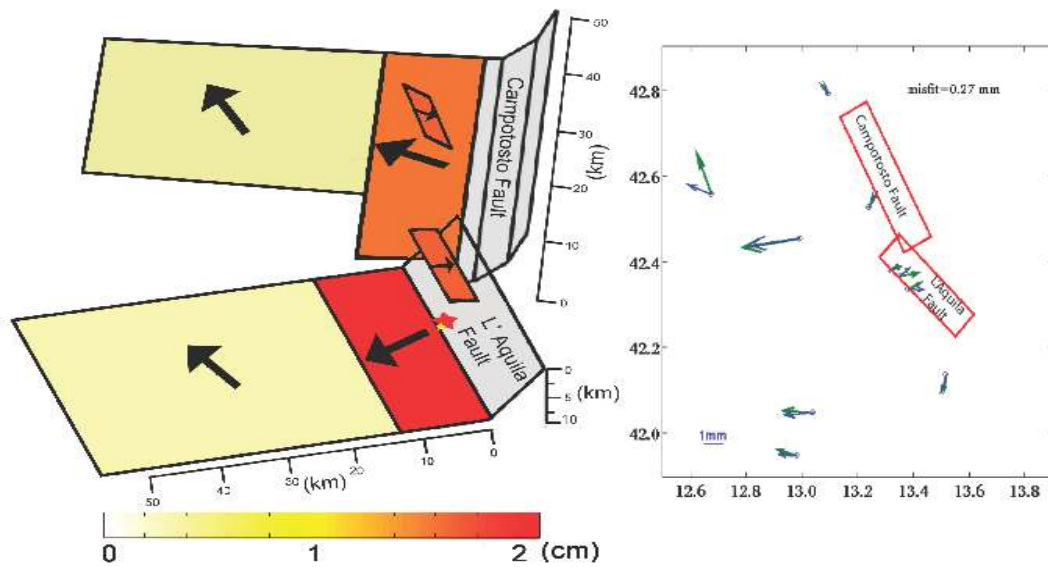 50
40
30
20
10
0
(km)
Campotosto Fault
L' Aquila
Fault
0
5
10
(km)
0
10
20
30
40
50
(km)
0 1 2 (cm)
misfit=0.27 mm
42.8
42.6
42.4
42.2
42.0
Campotosto Fault
L'Aquila
Fault
1mm
12.6 12.8 13.0 13.2 13.4 13.6 13.8